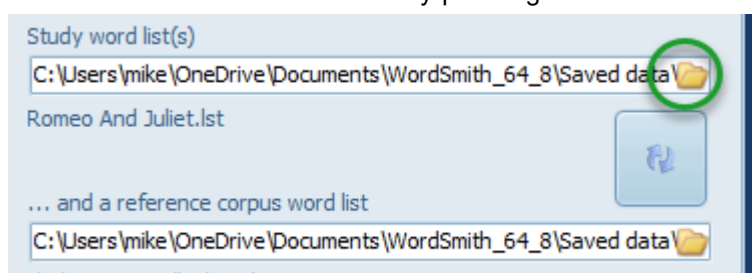 Study word list(s)
C:\Users\mike\OneDrive\Documents\WordSmith_64_8\Saved data\
Romeo And Juliet.lst
... and a reference corpus word list
C:\Users\mike\OneDrive\Documents\WordSmith_64_8\Saved data\